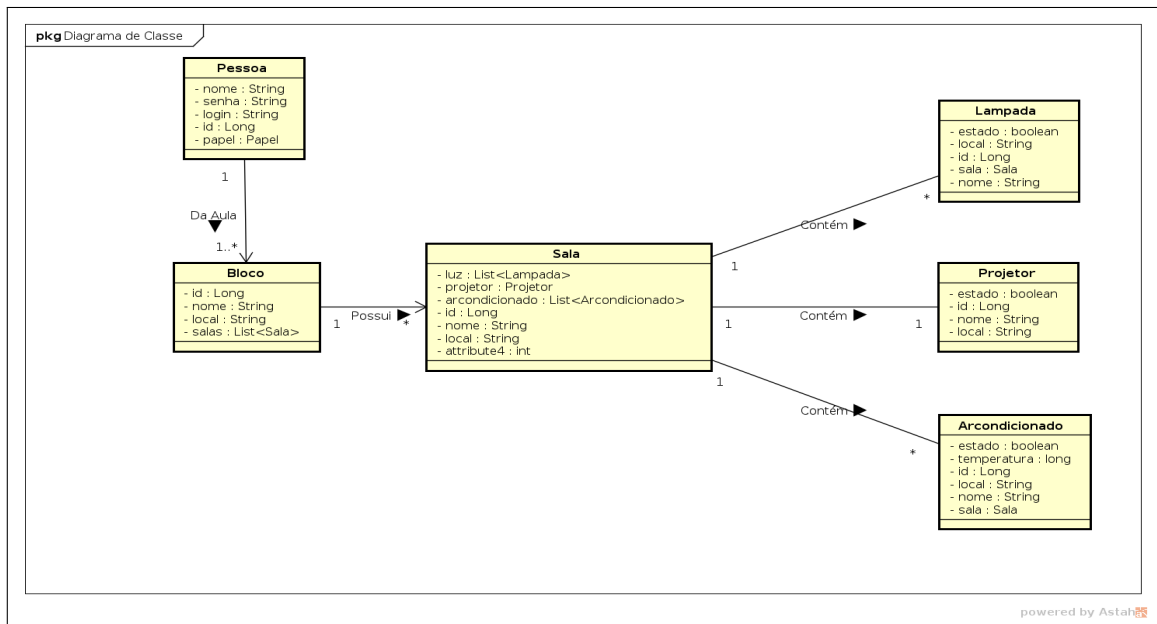 pkg Diagrama de Classe
Pessoa
- nome : String
- senha : String
- login : String
- id : Long
- papel : Papel
1
Da Aula
1..*
Bloco
- id : Long
- nome : String
- local : String
- salas : List<Sala>
1
Possui
*
Sala
- luz : List<Lampada>
- projetor : Projetor
- arcondicionado : List<Arcondicionado>
- id : Long
- nome : String
- local : String
- attribute4 : int
1
Contém
*
Lampada
- estado : boolean
- local : String
- id : Long
- sala : Sala
- nome : String
1
Contém
1
Projetor
- estado : boolean
- id : Long
- nome : String
- local : String
1
Contém
*
Arcondicionado
- estado : boolean
- temperatura : long
- id : Long
- local : String
- nome : String
- sala : Sala
powered by Astah